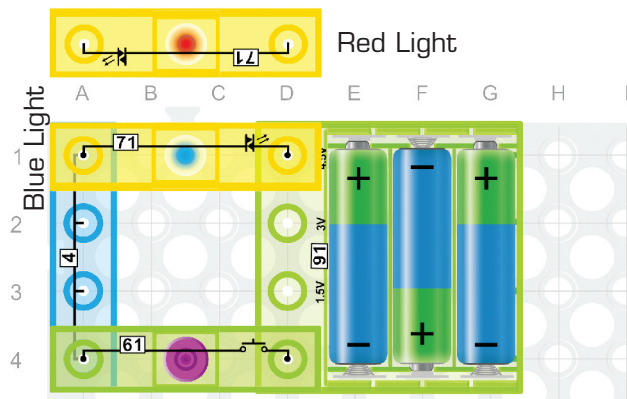 71
Red Light
A B C D E F G H
Blue Light
1
71
4.5V
+ − +
2
3V
4
91
3
1.5V
− + −
4
61